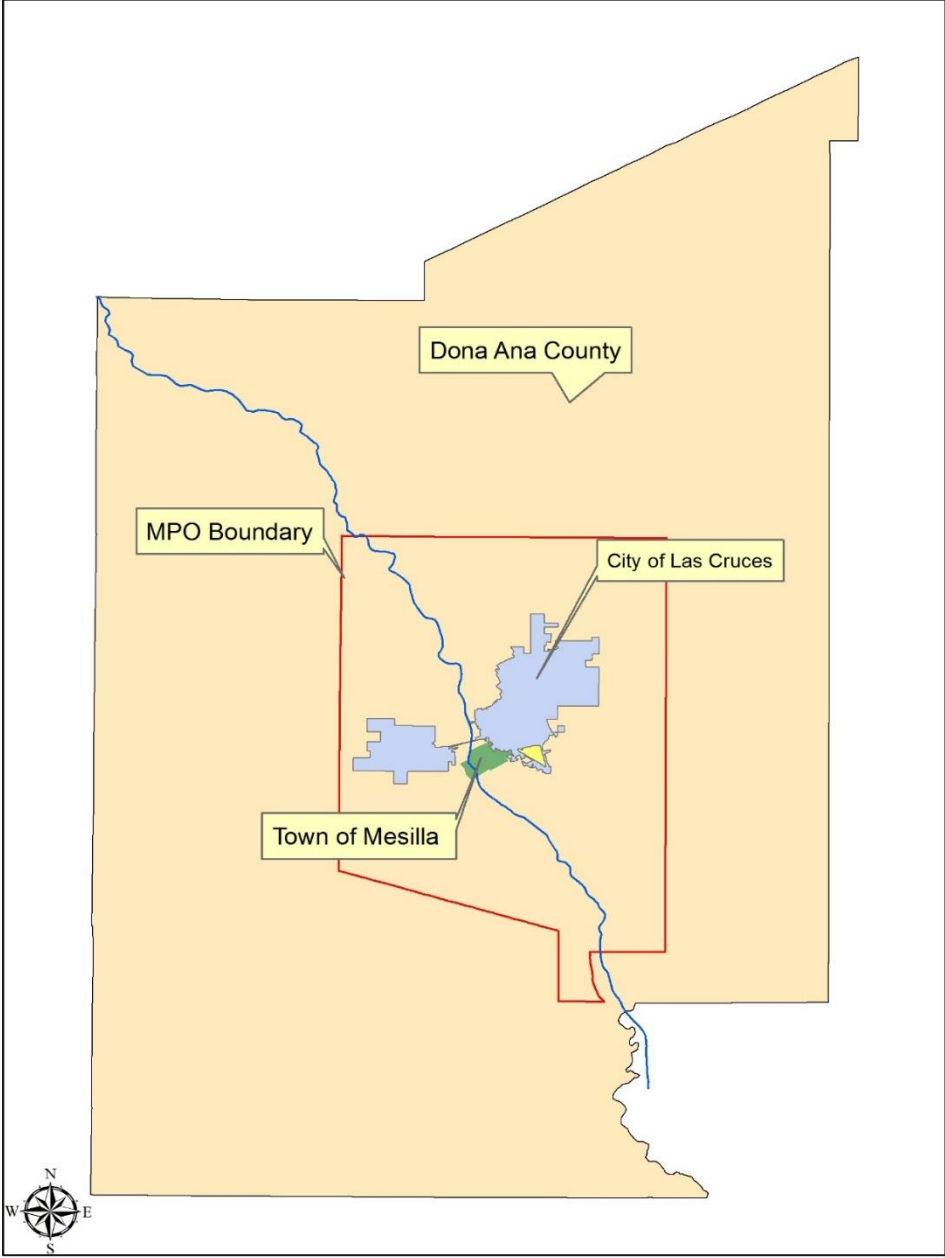 Dona Ana County
MPO Boundary
City of Las Cruces
Town of Mesilla
N
W
E
S